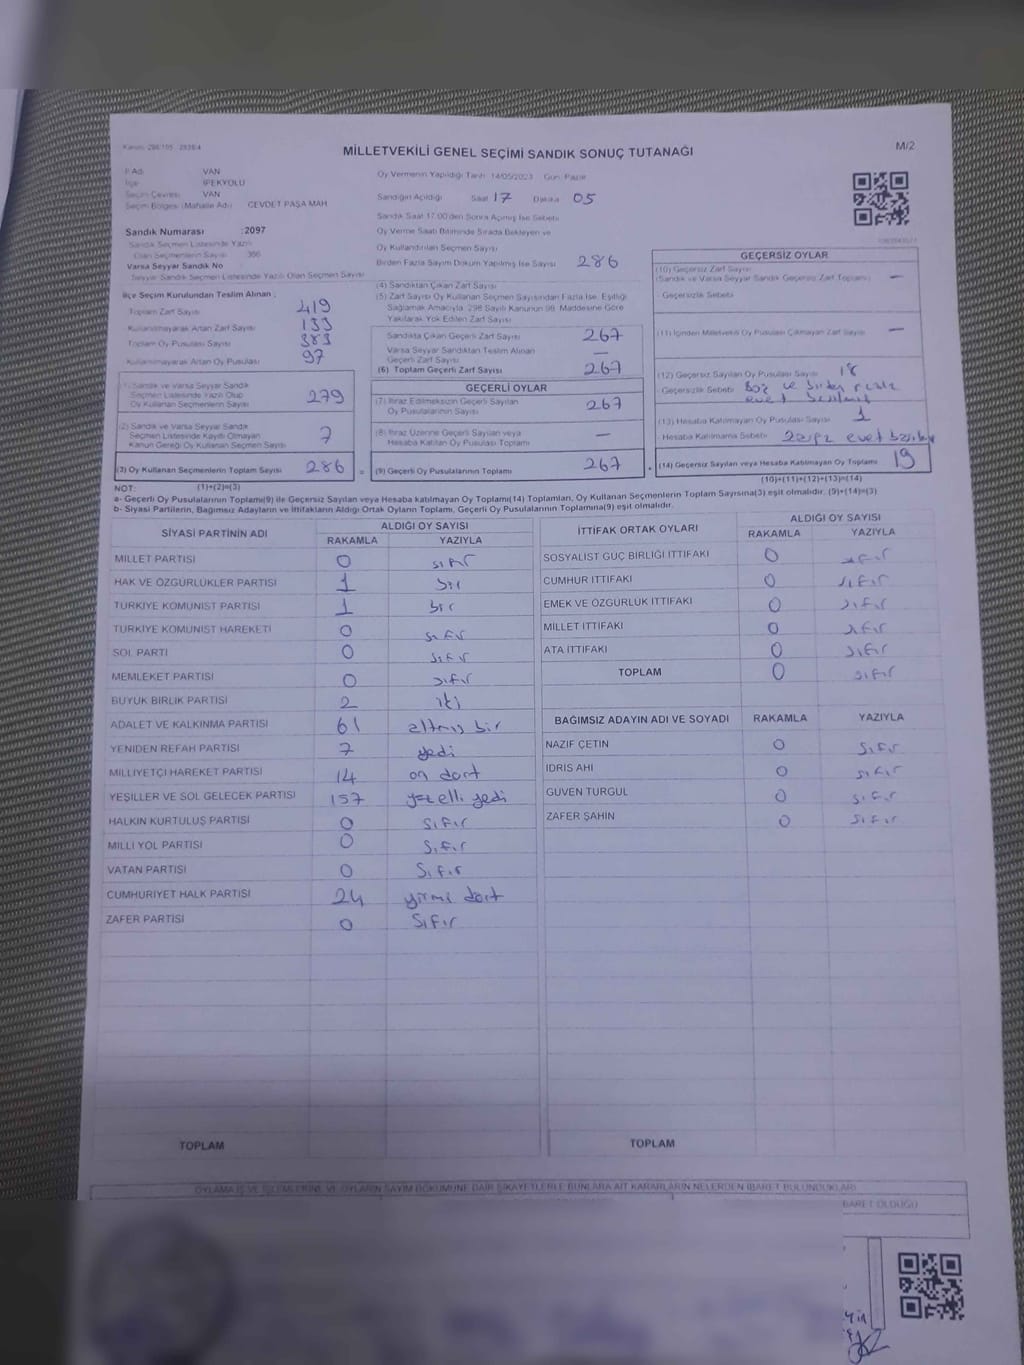 MİLLETVEKİLİ GENEL SEÇİMİ SANDIK SONUÇ TUTANAĞI
M/2
VAN
İPEKYOLU
VAN
Seçim Bölgesi (Mahalle Adı) CEVDET PAŞA MAH
Sandık Numarası :2097
Sandık Seçmen Listesinde Yazılı
Olan Seçmenlerin Sayısı 366
Varsa Seyyar Sandık No
Seyyar Sandık Seçmen Listesinde Yazılı Olan Seçmen Sayısı
Oy Vermenin Yapıldığı Tarih 14/05/2023 Gün Pazar
Sandığın Açıldığı Saat 17 Dakika 05
Sandık Saat 17:00'den Sonra Açılmış İse Sebebi
Oy Verme Saati Bitiminde Sırada Bekleyen ve
Oy Kullandırılan Seçmen Sayısı
Birden Fazla Sayım Döküm Yapılmış İse Sayısı 286
İlçe Seçim Kurulundan Teslim Alınan ;
Toplam Zarf Sayısı 419
Kullanılmayarak Artan Zarf Sayısı 133
Toplam Oy Pusulası Sayısı 383
Kullanılmayarak Artan Oy Pusulası 97
(1) Sandık ve Varsa Seyyar Sandık
Seçmen Listesinde Yazılı Olup
Oy Kullanan Seçmenlerin Sayısı 279
(2) Sandık ve Varsa Seyyar Sandık
Seçmen Listesinde Kayıtlı Olmayan
Kanun Gereği Oy Kullanan Seçmen Sayısı 7
(3) Oy Kullanan Seçmenlerin Toplam Sayısı 286
(4) Sandıktan Çıkan Zarf Sayısı
(5) Zarf Sayısı Oy Kullanan Seçmen Sayısından Fazla İse, Eşitliği
Sağlamak Amacıyla 298 Sayılı Kanunun 98. Maddesine Göre
Yakılarak Yok Edilen Zarf Sayısı
Sandıkta Çıkan Geçerli Zarf Sayısı 267
Varsa Seyyar Sandıktan Teslim Alınan
Geçerli Zarf Sayısı —
(6) Toplam Geçerli Zarf Sayısı 267
GEÇERLİ OYLAR
(7) İtiraz Edilmeksizin Geçerli Sayılan
Oy Pusulalarının Sayısı 267
(8) İtiraz Üzerine Geçerli Sayılan veya
Hesaba Katılan Oy Pusulası Toplamı —
= (9) Geçerli Oy Pusulalarının Toplamı 267
GEÇERSİZ OYLAR
(10) Geçersiz Zarf Sayısı
(Sandık ve Varsa Seyyar Sandık Geçersiz Zarf Toplamı) —
Geçersizlik Sebebi
(11) İçinden Milletvekili Oy Pusulası Çıkmayan Zarf Sayısı —
(12) Geçersiz Sayılan Oy Pusulası Sayısı 18
Geçersizlik Sebebi
(13) Hesaba Katılmayan Oy Pusulası Sayısı 1
Hesaba Katılmama Sebebi evet
(14) Geçersiz Sayılan veya Hesaba Katılmayan Oy Toplamı 19
NOT: (1)+(2)=(3)
(10)+(11)+(12)+(13)=(14)
a- Geçerli Oy Pusulalarının Toplamı(9) ile Geçersiz Sayılan veya Hesaba katılmayan Oy Toplamı(14) Toplamları, Oy Kullanan Seçmenlerin Toplam Sayısına(3) eşit olmalıdır. (9)+(14)=(3)
b- Siyasi Partilerin, Bağımsız Adayların ve İttifakların Aldığı Ortak Oyların Toplamı, Geçerli Oy Pusulalarının Toplamına(9) eşit olmalıdır.
SİYASİ PARTİNİN ADI ALDIĞI OY SAYISI
RAKAMLA YAZIYLA
MİLLET PARTİSİ 0 sıfır
HAK VE ÖZGÜRLÜKLER PARTİSİ 1 bir
TÜRKİYE KOMÜNİST PARTİSİ 1 bir
TÜRKİYE KOMÜNİST HAREKETİ 0 sıfır
SOL PARTİ 0 sıfır
MEMLEKET PARTİSİ 0 sıfır
BÜYÜK BİRLİK PARTİSİ 2 iki
ADALET VE KALKINMA PARTİSİ 61 altmış bir
YENİDEN REFAH PARTİSİ 7 yedi
MİLLİYETÇİ HAREKET PARTİSİ 14 on dört
YEŞİLLER VE SOL GELECEK PARTİSİ 157 yüz elli yedi
HALKIN KURTULUŞ PARTİSİ 0 sıfır
MİLLİ YOL PARTİSİ 0 sıfır
VATAN PARTİSİ 0 sıfır
CUMHURİYET HALK PARTİSİ 24 yirmi dört
ZAFER PARTİSİ 0 sıfır
TOPLAM
İTTİFAK ORTAK OYLARI ALDIĞI OY SAYISI
RAKAMLA YAZIYLA
SOSYALİST GÜÇ BİRLİĞİ İTTİFAKI 0 sıfır
CUMHUR İTTİFAKI 0 sıfır
EMEK VE ÖZGÜRLÜK İTTİFAKI 0 sıfır
MİLLET İTTİFAKI 0 sıfır
ATA İTTİFAKI 0 sıfır
TOPLAM 0 sıfır
BAĞIMSIZ ADAYIN ADI VE SOYADI RAKAMLA YAZIYLA
NAZİF ÇETİN 0 sıfır
İDRİS AHİ 0 sıfır
GÜVEN TURGUL 0 sıfır
ZAFER ŞAHİN 0 sıfır
TOPLAM
OYLAMA İŞ VE İŞLEMLERİNE VE OYLARIN SAYIM DÖKÜMÜNE DAİR ŞİKAYETLERLE BUNLARA AİT KARARLARIN NELERDEN İBARET BULUNDUKLARI